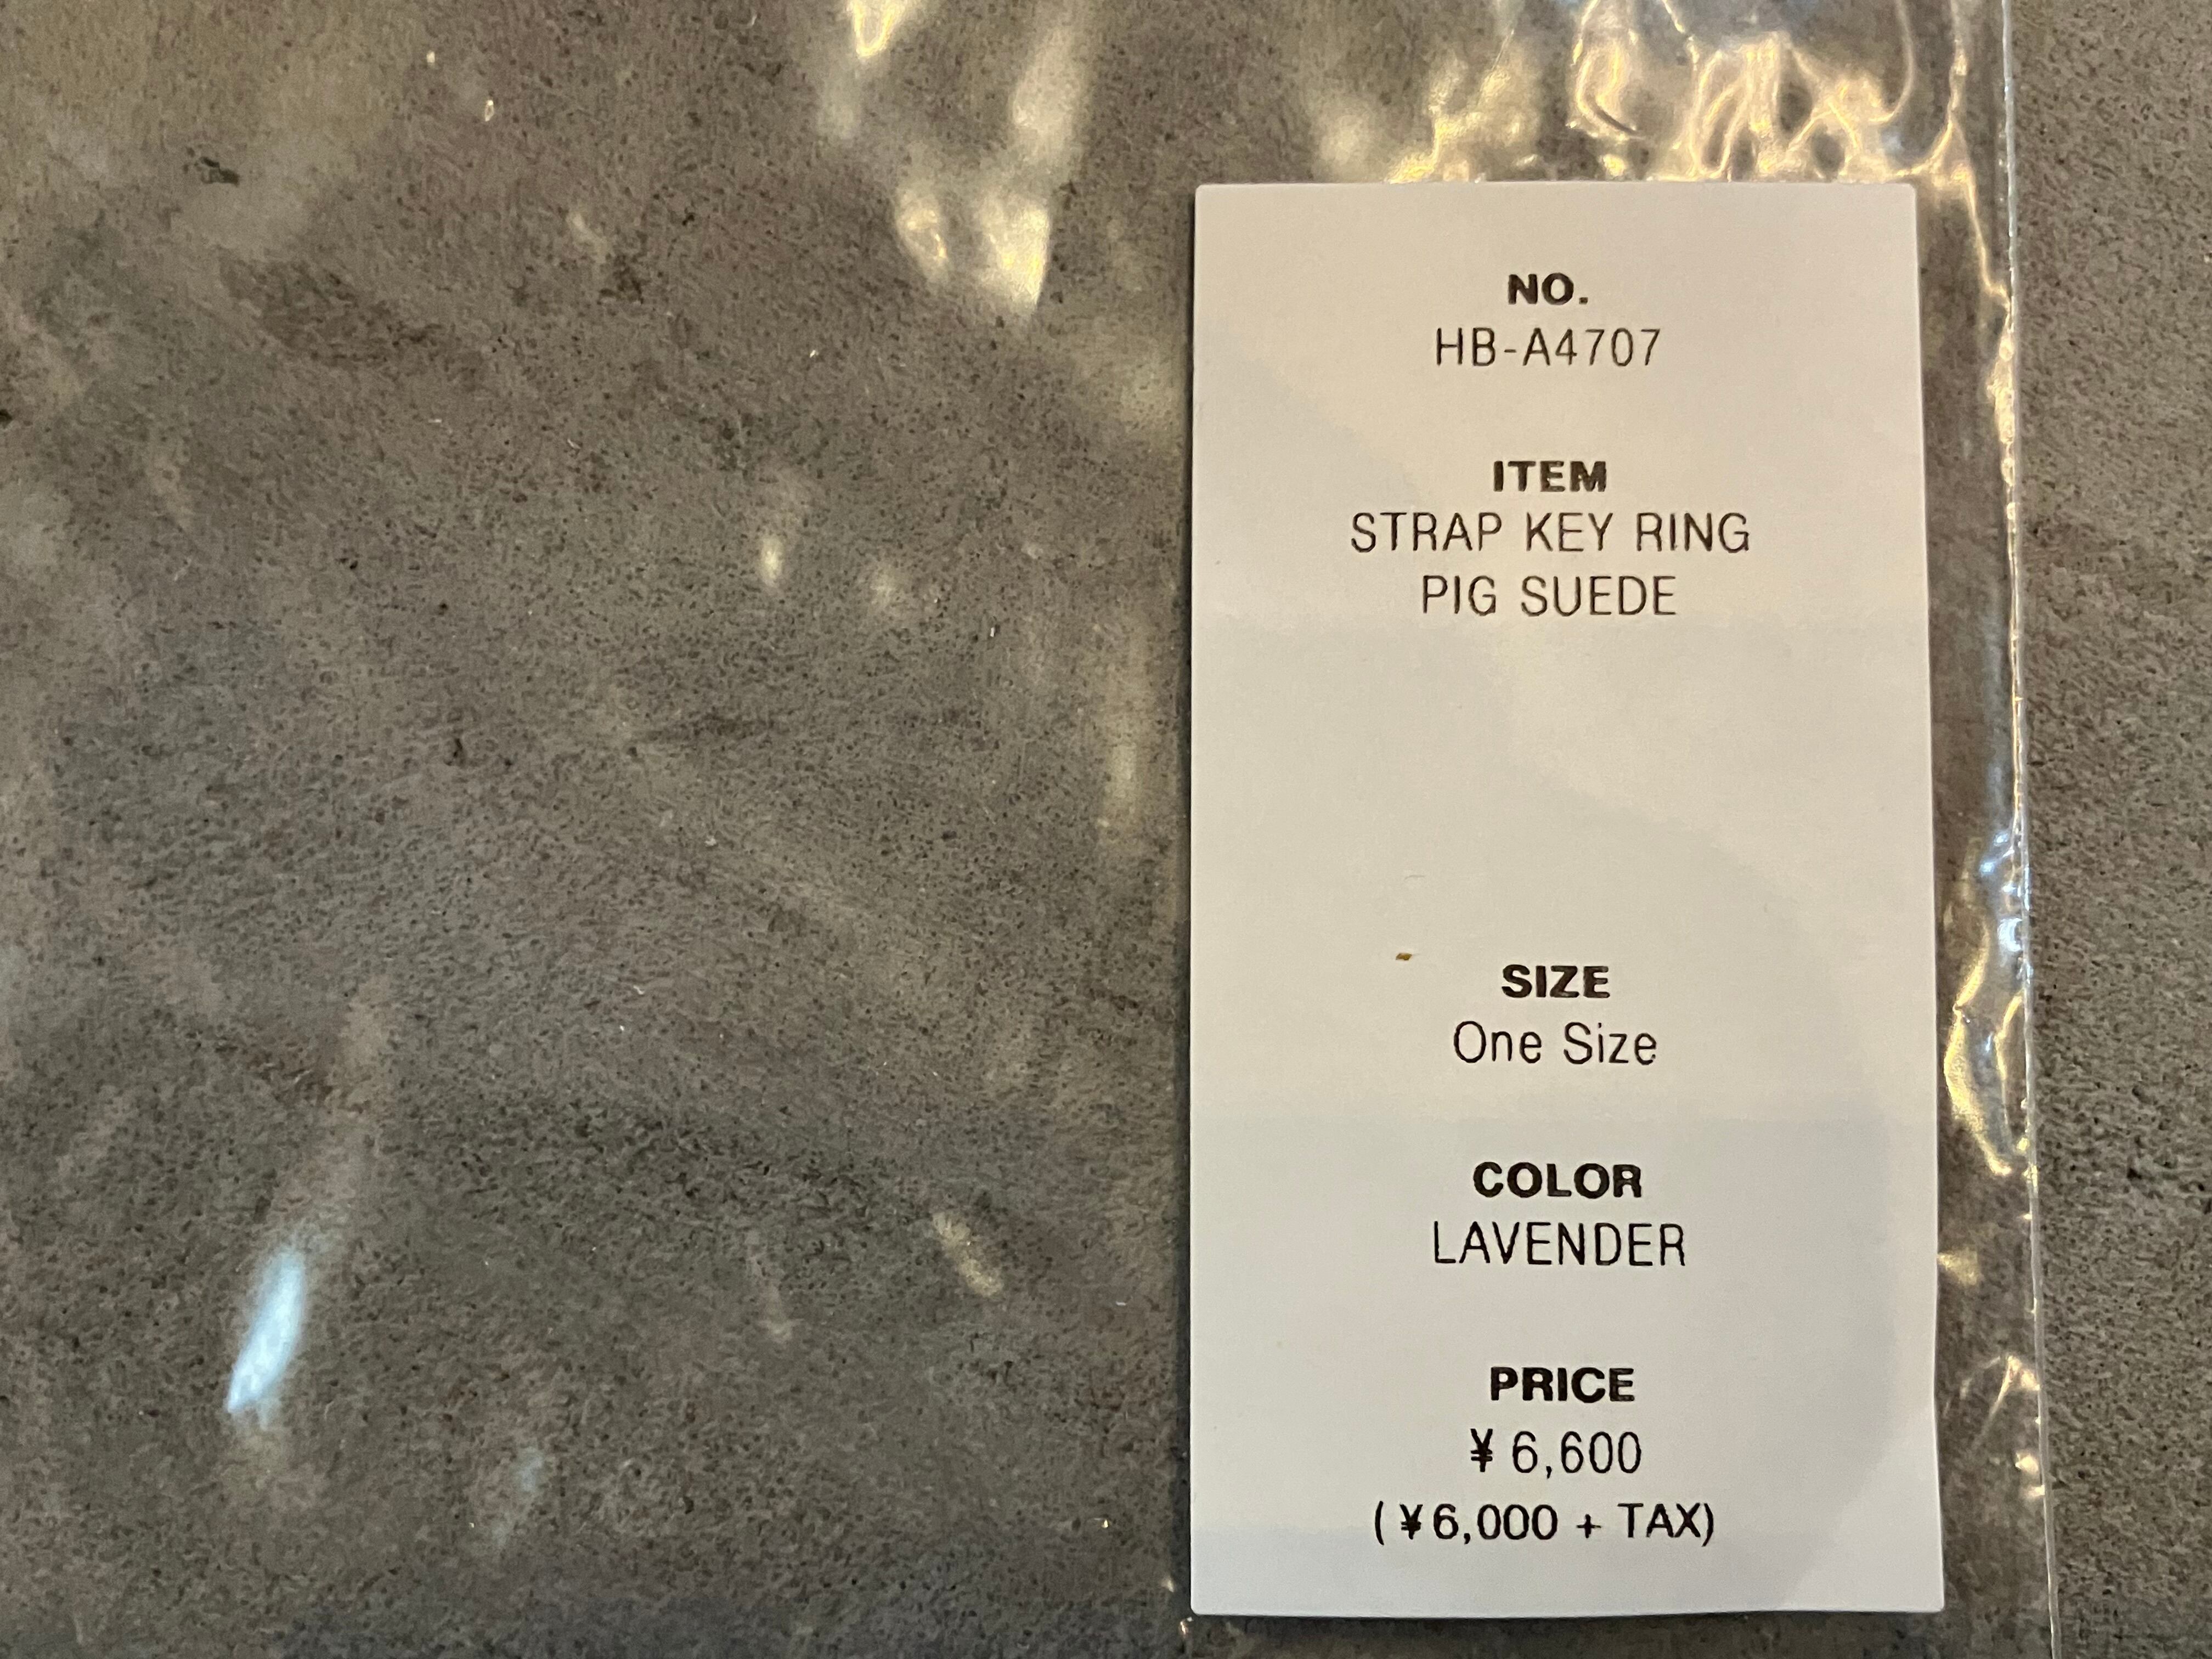 NO.
HB-A4707
ITEM
STRAP KEY RING
PIG SUEDE
SIZE
One Size
COLOR
LAVENDER
PRICE
¥ 6,600
(¥6,000 + TAX)